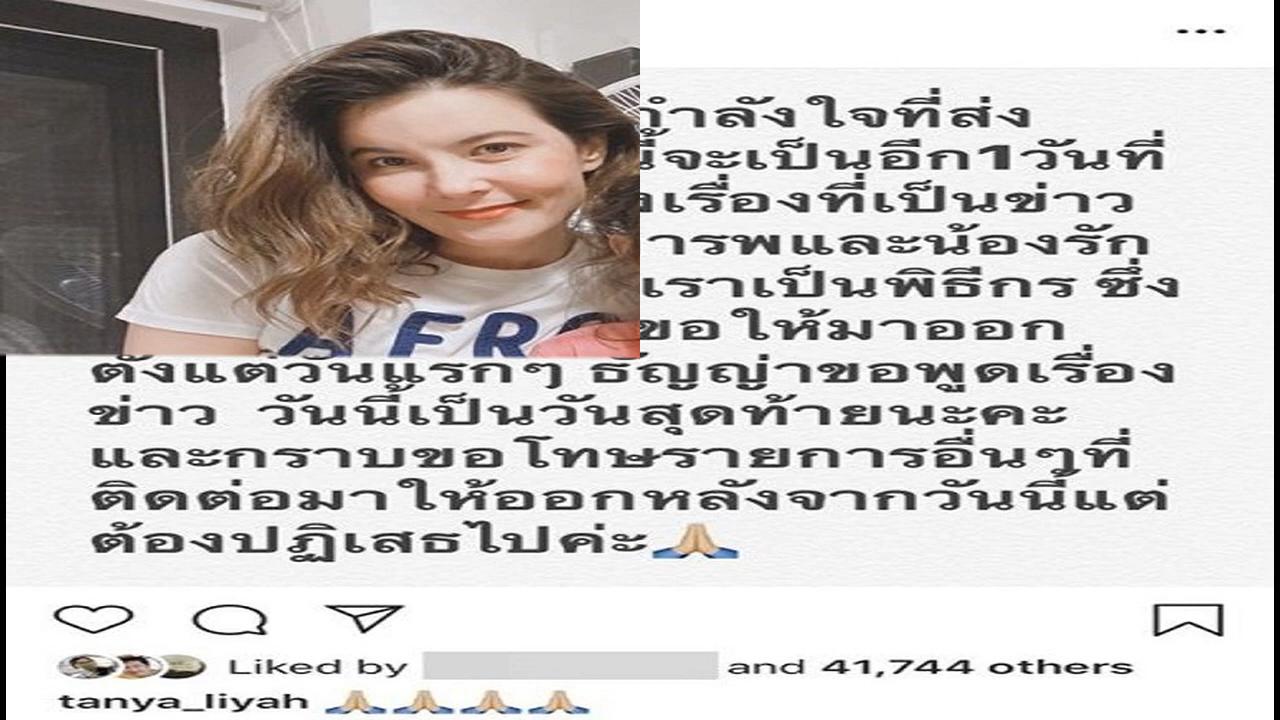 กำลังใจที่ส่ง
นี้จะเป็นอีก1วันที่
เรื่องที่เป็นข่าว
และน้องรัก
เราเป็นพิธีกร ซึ่ง
ขอให้มาออก
ตั้งแต่วันแรกๆ ธัญญ่าขอพูดเรื่อง
ข่าว วันนี้เป็นวันสุดท้ายนะคะ
และกราบขอโทษรายการอื่นๆที่
ติดต่อมาให้ออกหลังจากวันนี้แต่
ต้องปฏิเสธไปค่ะ🙏🏼
Liked by and 41,744 others
tanya_liyah 🙏🏼🙏🏼🙏🏼🙏🏼